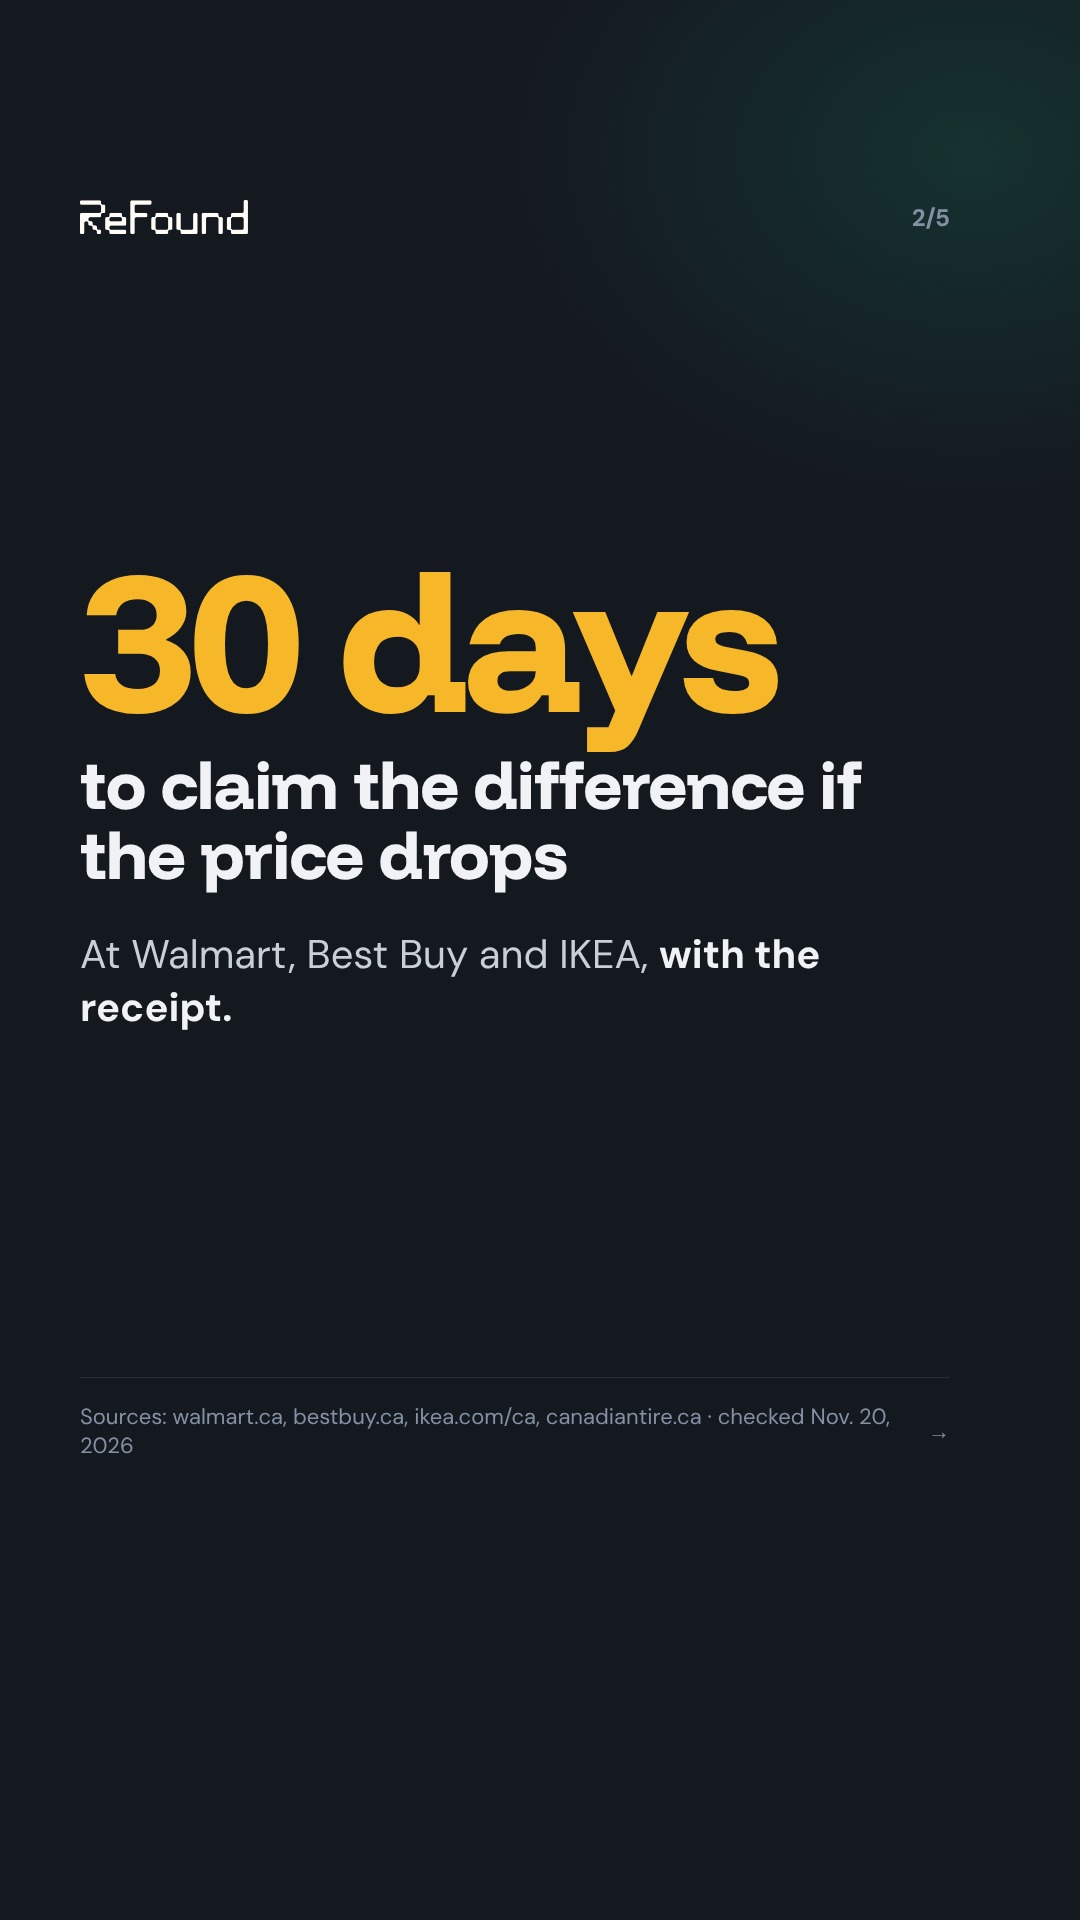 ReFound
2/5
30 days
to claim the difference if
the price drops
At Walmart, Best Buy and IKEA, with the
receipt.
Sources: walmart.ca, bestbuy.ca, ikea.com/ca, canadiantire.ca · checked Nov. 20,
2026
→